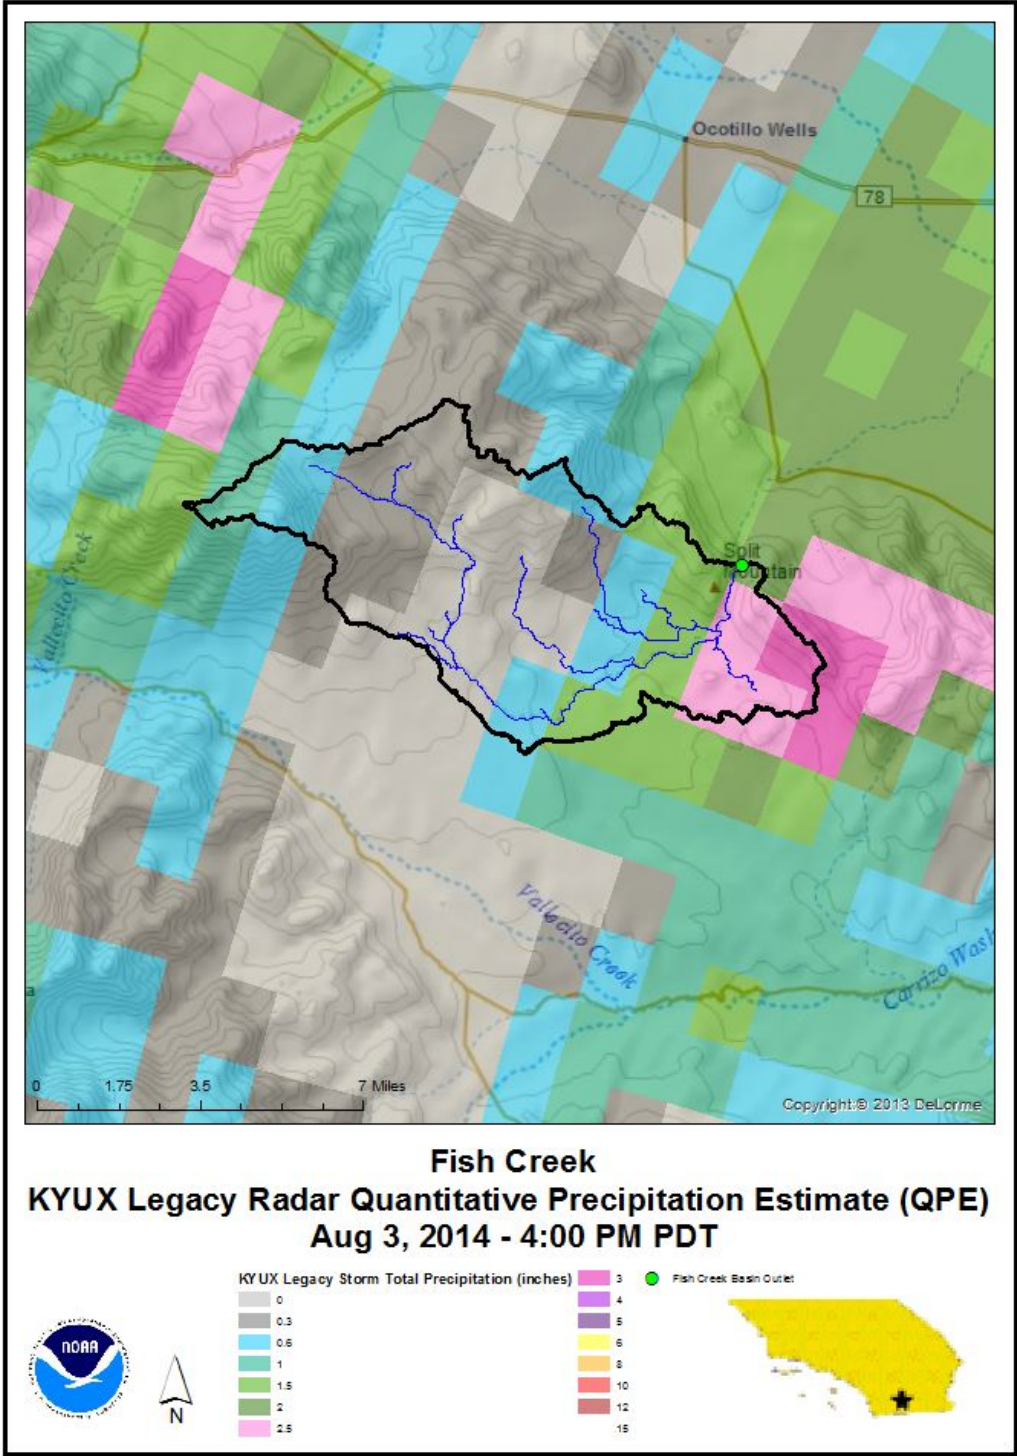 Ocotillo Wells
78
Split
Mountain
Vallecito Creek
Vallecito Creek
Carrizo Wash
a
0 1.75 3.5 7 Miles
Copyright:© 2013 DeLorme
Fish Creek
KYUX Legacy Radar Quantitative Precipitation Estimate (QPE)
Aug 3, 2014 - 4:00 PM PDT
KYUX Legacy Storm Total Precipitation (inches)
0
0.3
0.6
1
1.5
2
2.5
3
4
5
6
8
10
12
15
Fish Creek Basin Outlet
NOAA
N